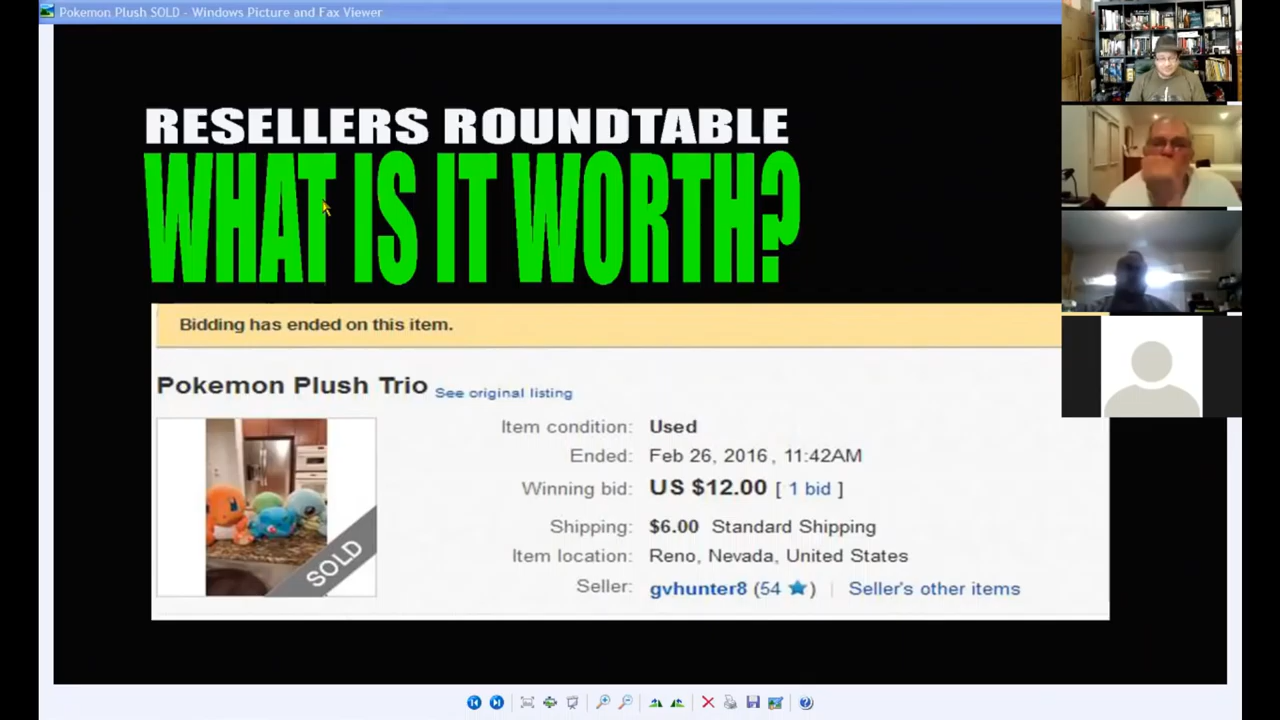 Pokemon Plush SOLD - Windows Picture and Fax Viewer
RESELLERS ROUNDTABLE
WHAT IS IT WORTH?
Bidding has ended on this item.
Pokemon Plush Trio See original listing
Item condition: Used
Ended: Feb 26, 2016 , 11:42AM
Winning bid: US $12.00 [ 1 bid ]
Shipping: $6.00 Standard Shipping
Item location: Reno, Nevada, United States
Seller: gvhunter8 (54 ) | Seller's other items
SOLD